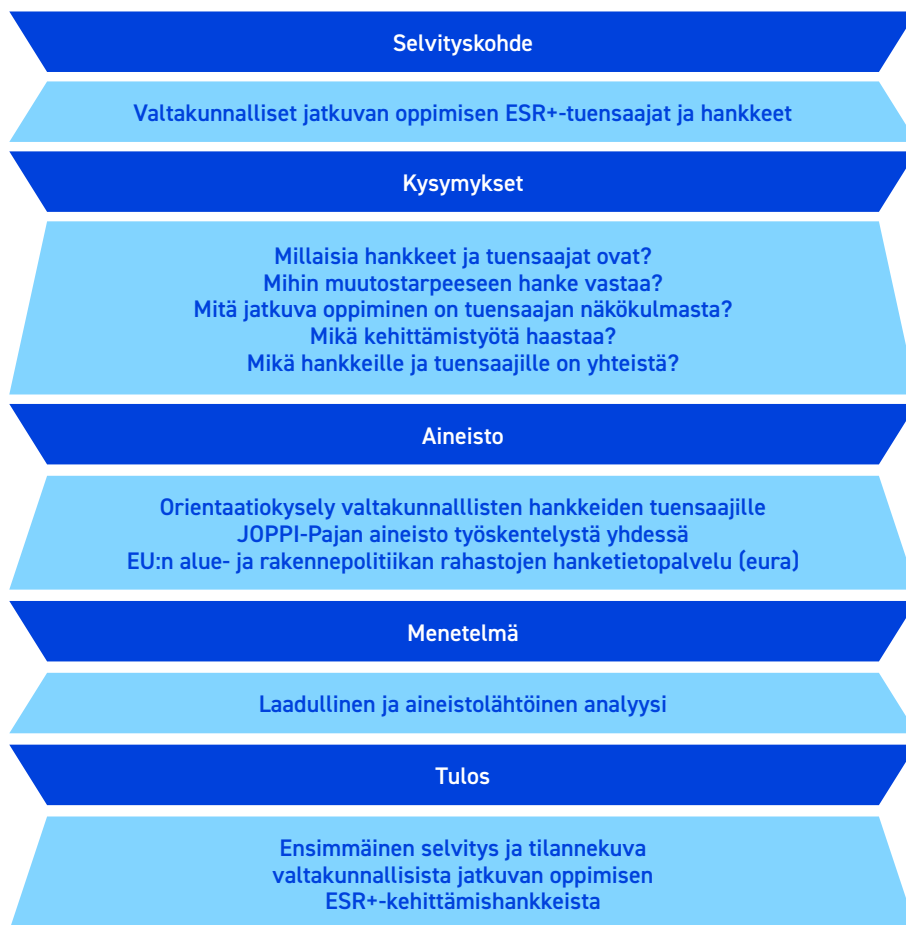 Selvityskohde
Valtakunnalliset jatkuvan oppimisen ESR+-tuensaajat ja hankkeet
Kysymykset
Millaisia hankkeet ja tuensaajat ovat?
Mihin muutostarpeeseen hanke vastaa?
Mitä jatkuva oppiminen on tuensaajan näkökulmasta?
Mikä kehittämistyötä haastaa?
Mikä hankkeille ja tuensaajille on yhteistä?
Aineisto
Orientaatiokysely valtakunnalllisten hankkeiden tuensaajille
JOPPI-Pajan aineisto työskentelystä yhdessä
EU:n alue- ja rakennepolitiikan rahastojen hanketietopalvelu (eura)
Menetelmä
Laadullinen ja aineistolähtöinen analyysi
Tulos
Ensimmäinen selvitys ja tilannekuva
valtakunnallisista jatkuvan oppimisen
ESR+-kehittämishankkeista